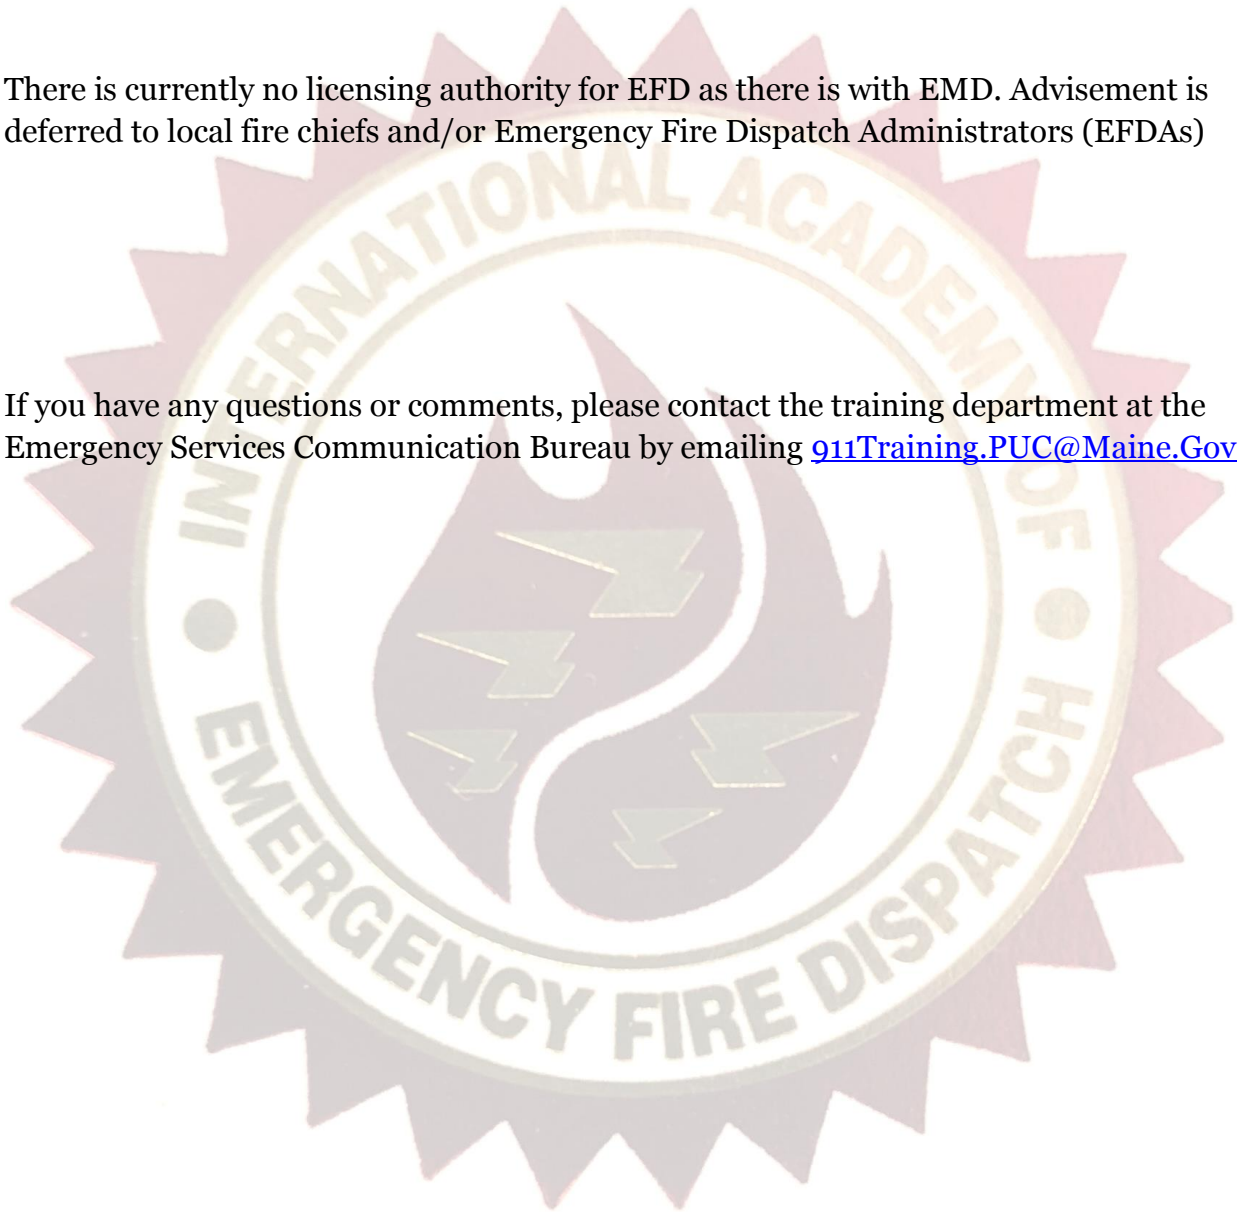 There is currently no licensing authority for EFD as there is with EMD. Advisement is
deferred to local fire chiefs and/or Emergency Fire Dispatch Administrators (EFDAs)
If you have any questions or comments, please contact the training department at the
Emergency Services Communication Bureau by emailing 911Training.PUC@Maine.Gov
INTERNATIONAL ACADEMY OF
EMERGENCY FIRE DISPATCH